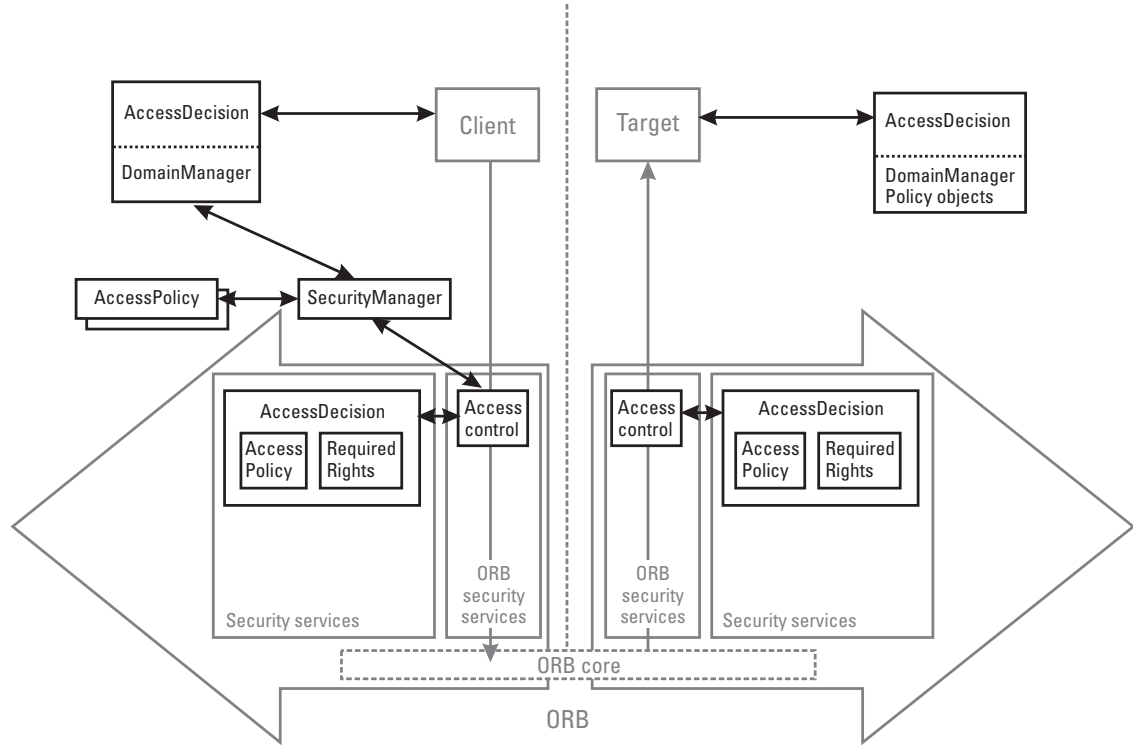 AccessDecision
DomainManager
Client
Target
AccessDecision
DomainManager
Policy objects
AccessPolicy
SecurityManager
AccessDecision
Access
Policy
Required
Rights
Access
control
Access
control
AccessDecision
Access
Policy
Required
Rights
Security services
ORB
security
services
ORB
security
services
Security services
ORB core
ORB